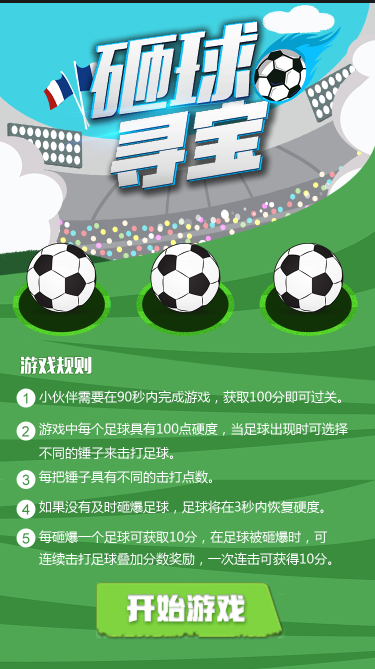 砸球
寻宝
游戏规则
1 小伙伴需要在90秒内完成游戏，获取100分即可过关。
2 游戏中每个足球具有100点硬度，当足球出现时可选择
不同的锤子来击打足球。
3 每把锤子具有不同的击打点数。
4 如果没有及时砸爆足球，足球将在3秒内恢复硬度。
5 每砸爆一个足球可获取10分，在足球被砸爆时，可
连续击打足球叠加分数奖励，一次连击可获得10分。
开始游戏